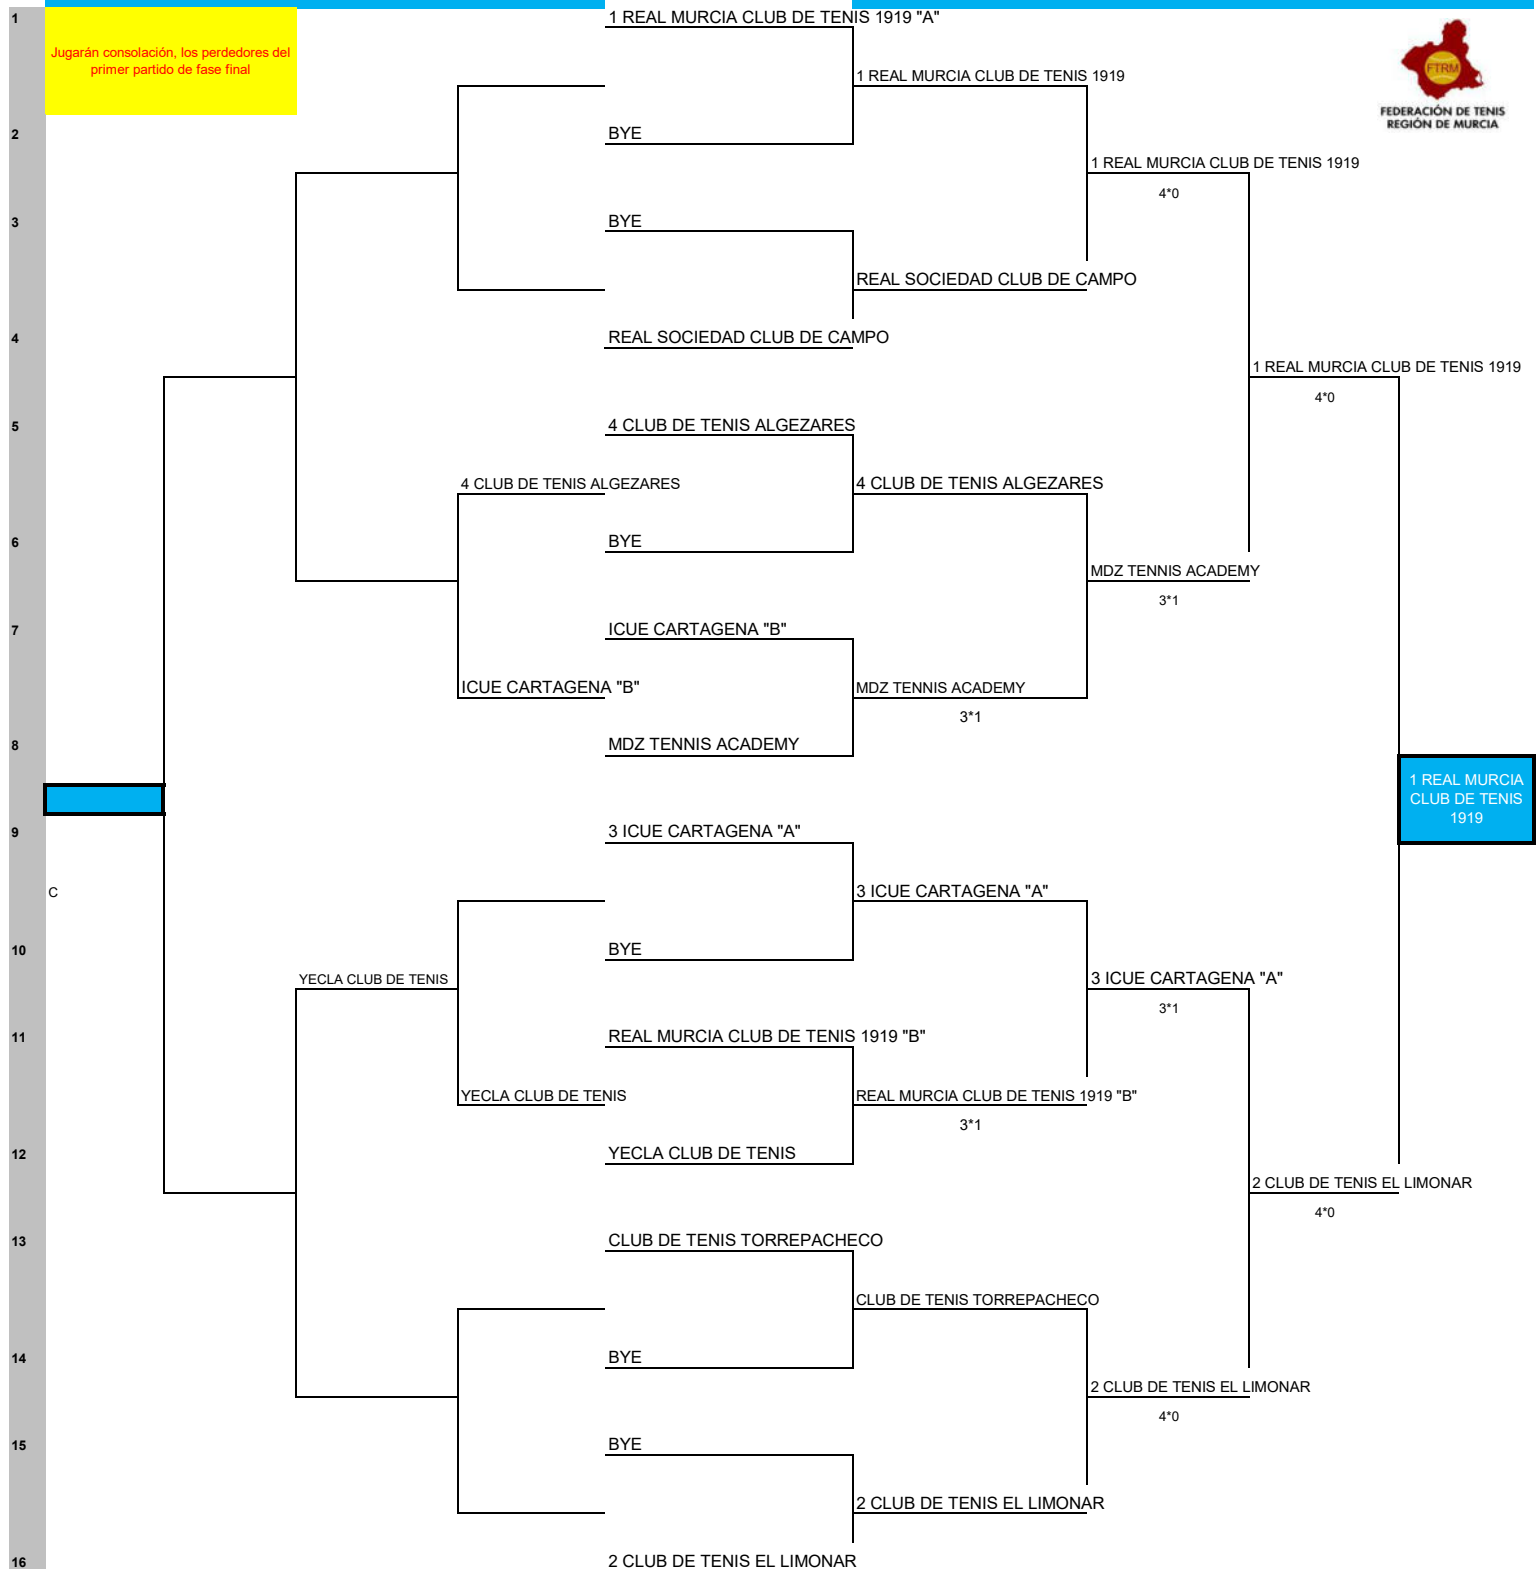 1
1 REAL MURCIA CLUB DE TENIS 1919 "A"
Jugarán consolación, los perdedores del
primer partido de fase final
1 REAL MURCIA CLUB DE TENIS 1919
FTRM
FEDERACIÓN DE TENIS
REGIÓN DE MURCIA
2
BYE
1 REAL MURCIA CLUB DE TENIS 1919
4*0
3
BYE
REAL SOCIEDAD CLUB DE CAMPO
4
REAL SOCIEDAD CLUB DE CAMPO
1 REAL MURCIA CLUB DE TENIS 1919
4*0
5
4 CLUB DE TENIS ALGEZARES
4 CLUB DE TENIS ALGEZARES
4 CLUB DE TENIS ALGEZARES
6
BYE
MDZ TENNIS ACADEMY
3*1
7
ICUE CARTAGENA "B"
ICUE CARTAGENA "B"
MDZ TENNIS ACADEMY
3*1
8
MDZ TENNIS ACADEMY
1 REAL MURCIA
CLUB DE TENIS
1919
9
3 ICUE CARTAGENA "A"
C
3 ICUE CARTAGENA "A"
10
BYE
YECLA CLUB DE TENIS
3 ICUE CARTAGENA "A"
3*1
11
REAL MURCIA CLUB DE TENIS 1919 "B"
YECLA CLUB DE TENIS
REAL MURCIA CLUB DE TENIS 1919 "B"
3*1
12
YECLA CLUB DE TENIS
2 CLUB DE TENIS EL LIMONAR
4*0
13
CLUB DE TENIS TORREPACHECO
CLUB DE TENIS TORREPACHECO
14
BYE
2 CLUB DE TENIS EL LIMONAR
4*0
15
BYE
2 CLUB DE TENIS EL LIMONAR
16
2 CLUB DE TENIS EL LIMONAR